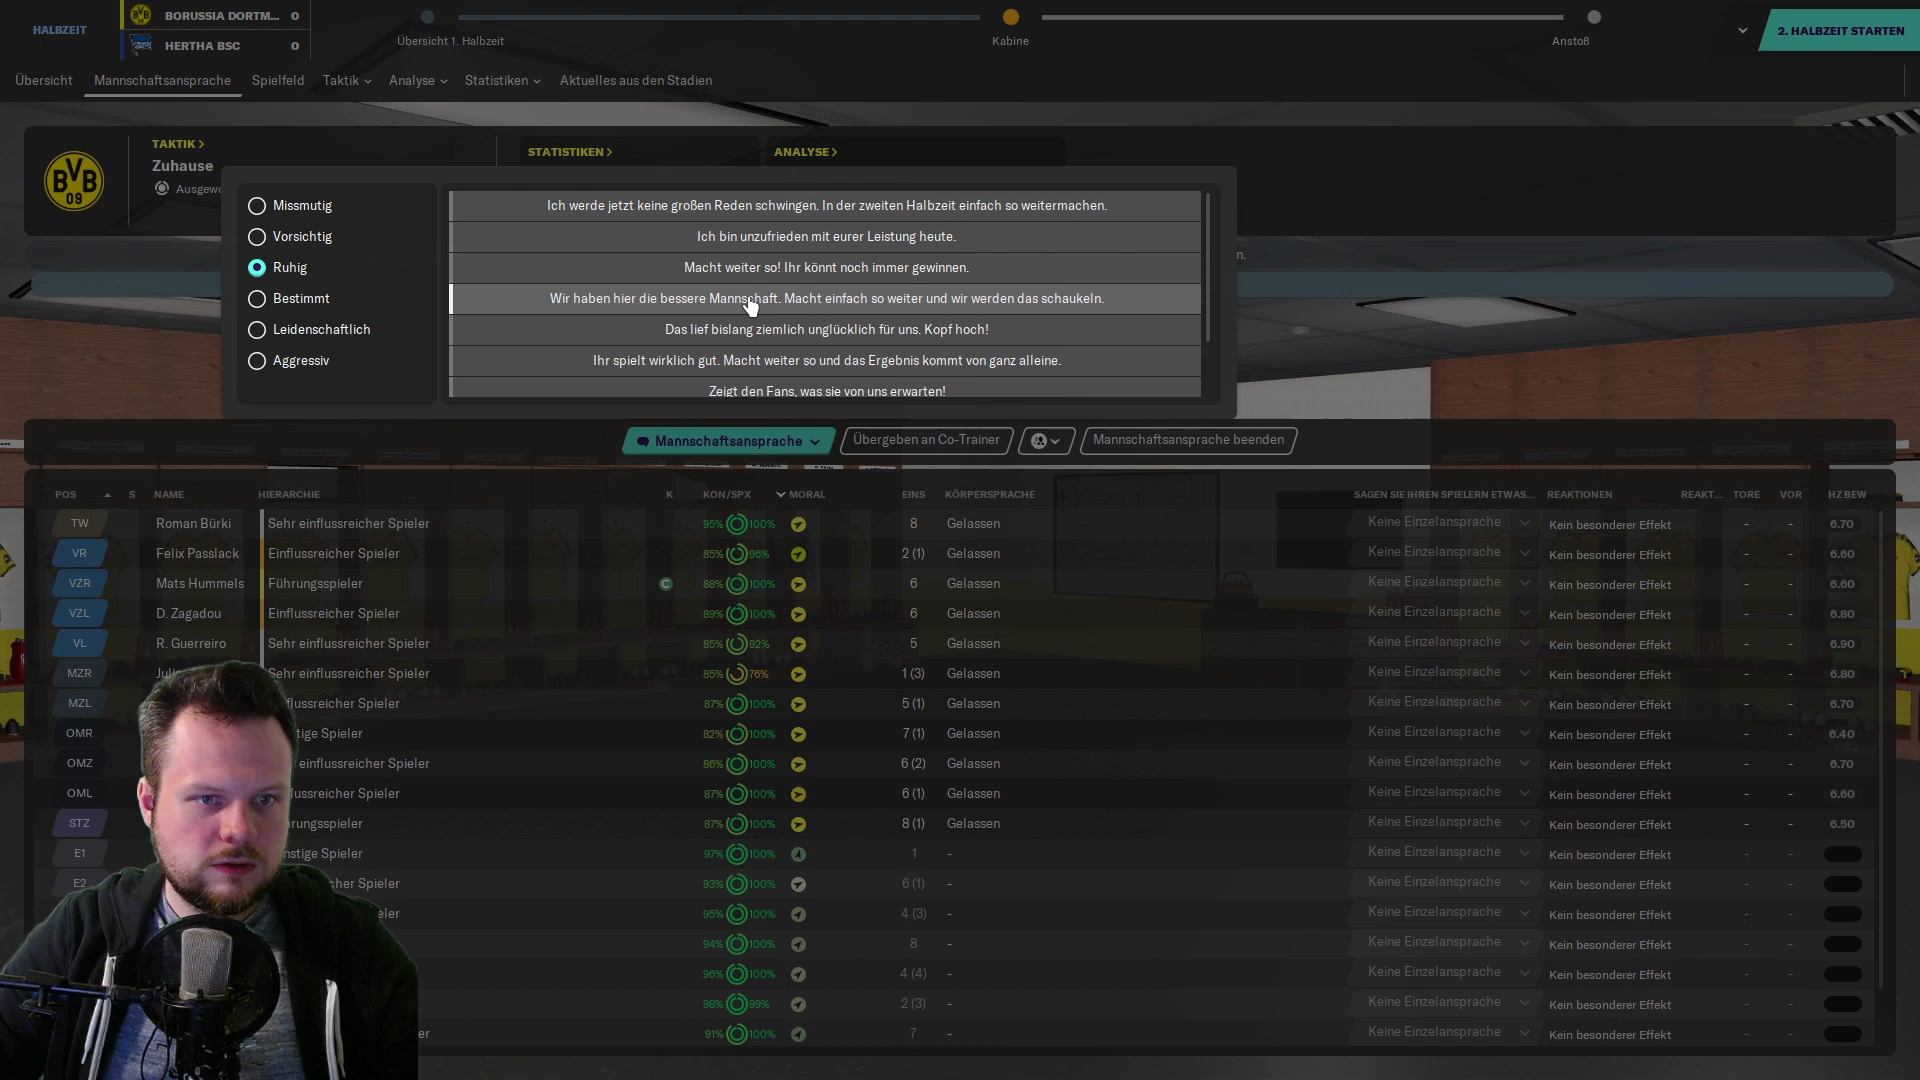 HALBZEIT
BORUSSIA DORTM... 0
HERTHA BSC 0
Übersicht 1. Halbzeit
Kabine
Anstoß
2. HALBZEIT STARTEN
Übersicht Mannschaftsansprache Spielfeld Taktik Analyse Statistiken Aktuelles aus den Stadien
BVB 09
TAKTIK >
Zuhause
STATISTIKEN >
ANALYSE >
Missmutig
Vorsichtig
Ruhig
Bestimmt
Leidenschaftlich
Aggressiv
Ich werde jetzt keine großen Reden schwingen. In der zweiten Halbzeit einfach so weitermachen.
Ich bin unzufrieden mit eurer Leistung heute.
Macht weiter so! Ihr könnt noch immer gewinnen.
Wir haben hier die bessere Mannschaft. Macht einfach so weiter und wir werden das schaukeln.
Das lief bislang ziemlich unglücklich für uns. Kopf hoch!
Ihr spielt wirklich gut. Macht weiter so und das Ergebnis kommt von ganz alleine.
Zeigt den Fans, was sie von uns erwarten!
Mannschaftsansprache Übergeben an Co-Trainer Mannschaftsansprache beenden
POS S NAME HIERARCHIE K KON/SPX MORAL EINS KÖRPERSPRACHE SAGEN SIE IHREN SPIELERN ETWAS... REAKTIONEN REAKT... TORE VOR HZ BEW
TW Roman Bürki Sehr einflussreicher Spieler 95% 100% 8 Gelassen Keine Einzelansprache Kein besonderer Effekt - - 6.70
VR Felix Passlack Einflussreicher Spieler 85% 96% 2 (1) Gelassen Keine Einzelansprache Kein besonderer Effekt - - 6.60
VZR Mats Hummels Führungsspieler C 88% 100% 6 Gelassen Keine Einzelansprache Kein besonderer Effekt - - 6.60
VZL D. Zagadou Einflussreicher Spieler 89% 100% 6 Gelassen Keine Einzelansprache Kein besonderer Effekt - - 6.80
VL R. Guerreiro Sehr einflussreicher Spieler 85% 92% 5 Gelassen Keine Einzelansprache Kein besonderer Effekt - - 6.90
MZR Sehr einflussreicher Spieler 85% 76% 1 (3) Gelassen Keine Einzelansprache Kein besonderer Effekt - - 6.80
MZL Spieler 87% 100% 5 (1) Gelassen Keine Einzelansprache Kein besonderer Effekt - - 6.70
OMR Spieler 82% 100% 7 (1) Gelassen Keine Einzelansprache Kein besonderer Effekt - - 6.40
OMZ einflussreicher Spieler 86% 100% 6 (2) Gelassen Keine Einzelansprache Kein besonderer Effekt - - 6.70
OML Spieler 87% 100% 6 (1) Gelassen Keine Einzelansprache Kein besonderer Effekt - - 6.60
STZ 87% 100% 8 (1) Gelassen Keine Einzelansprache Kein besonderer Effekt - - 6.50
E1 Spieler 97% 100% 1 - Keine Einzelansprache Kein besonderer Effekt - -
E2 Spieler 93% 100% 6 (1) - Keine Einzelansprache Kein besonderer Effekt - -
95% 100% 4 (3) - Keine Einzelansprache Kein besonderer Effekt - -
94% 100% 8 - Keine Einzelansprache Kein besonderer Effekt - -
96% 100% 4 (4) - Keine Einzelansprache Kein besonderer Effekt - -
98% 99% 2 (3) - Keine Einzelansprache Kein besonderer Effekt - -
91% 100% 7 - Keine Einzelansprache Kein besonderer Effekt - -